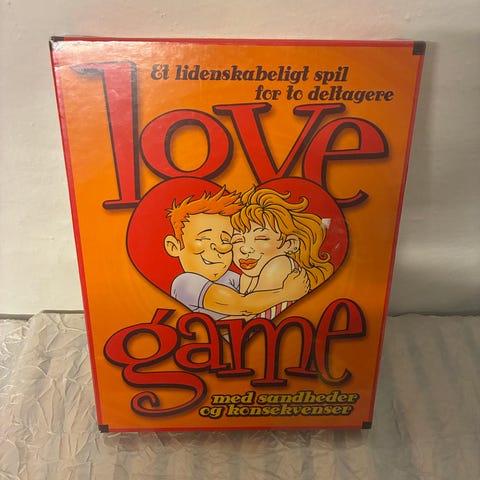 Et lidenskabeligt spil
for to deltagere
love
game
med sandheder
og konsekvenser